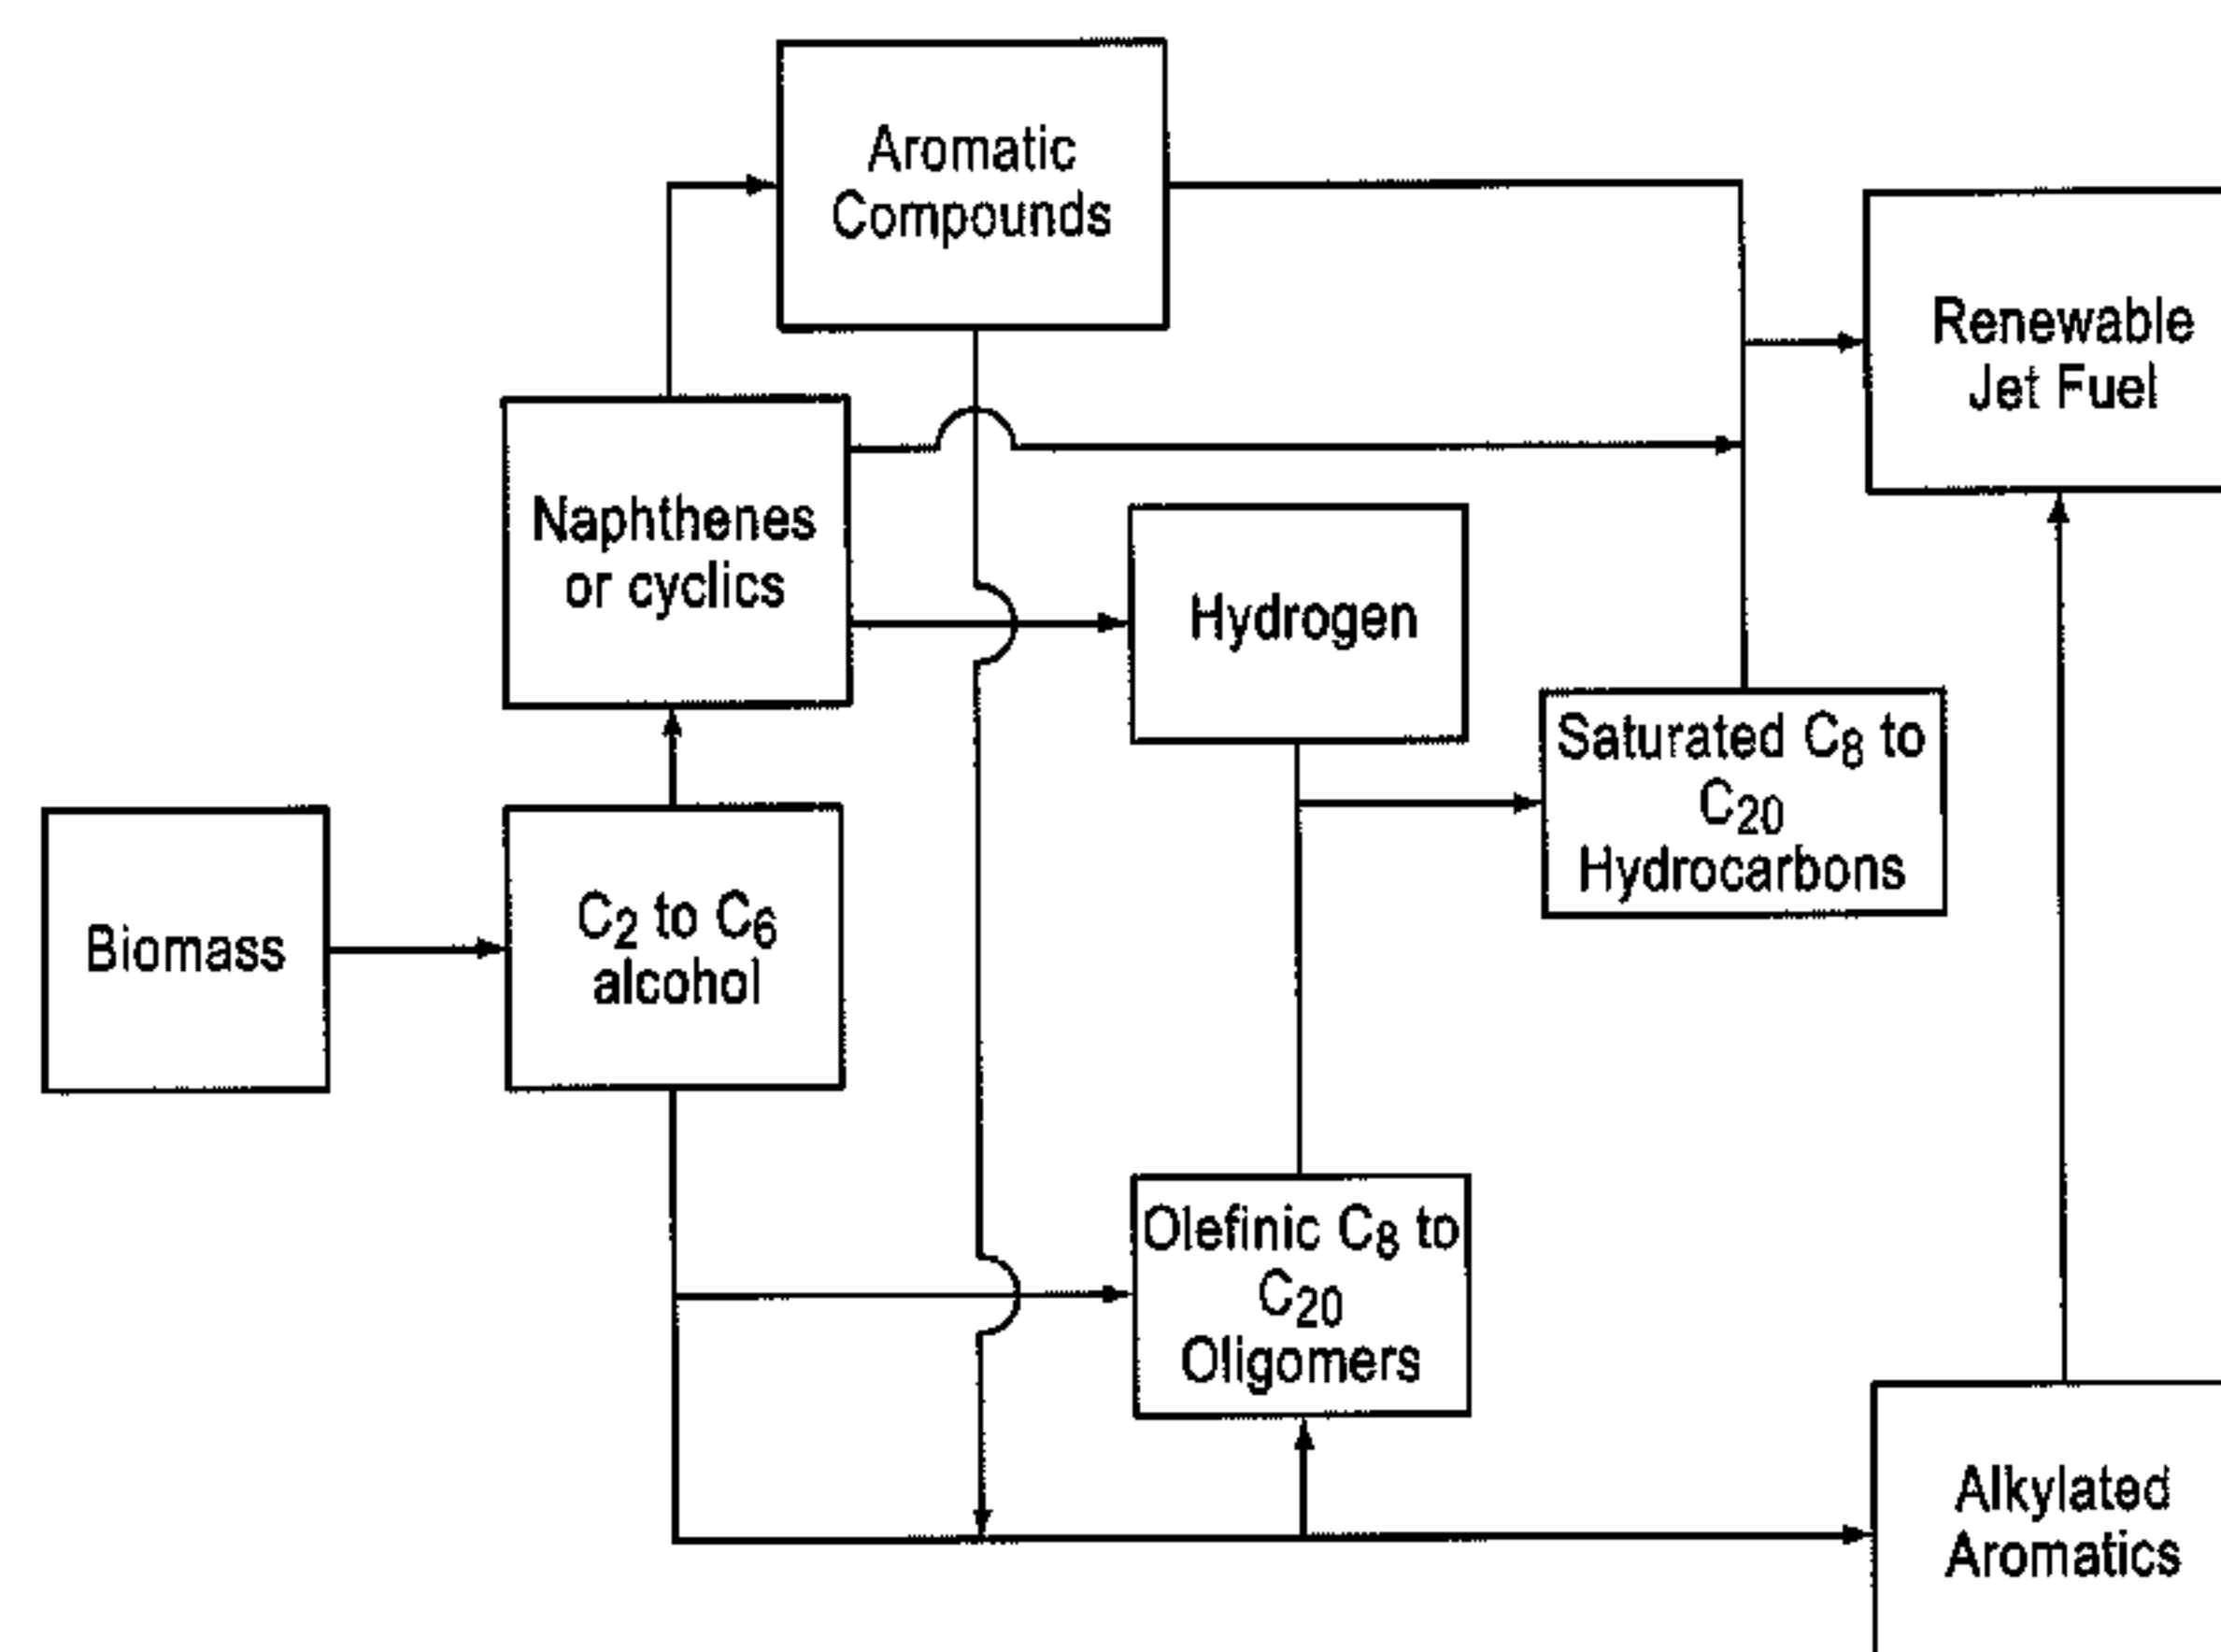 Aromatic
Compounds
Renewable
Jet Fuel
Naphthenes
or cyclics
Hydrogen
Saturated C₈ to
C₂₀
Hydrocarbons
Biomass
C₂ to C₆
alcohol
Olefinic C₈ to
C₂₀
Oligomers
Alkylated
Aromatics